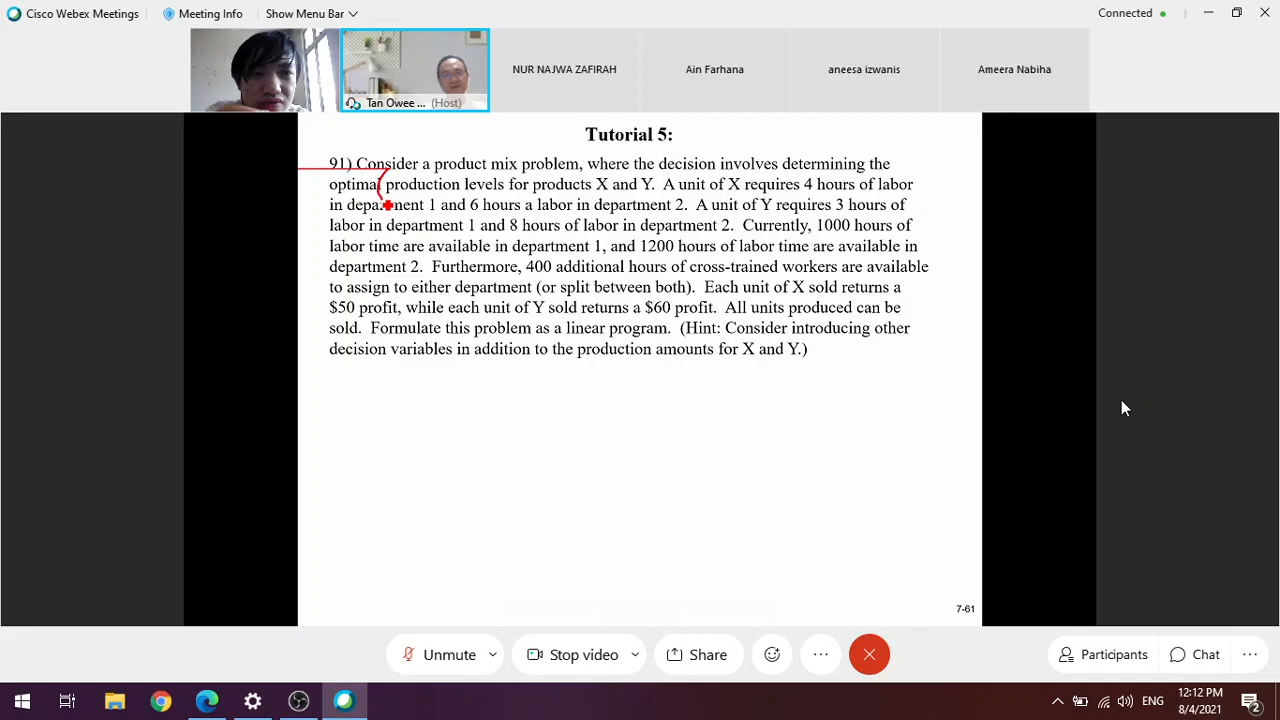 Cisco Webex Meetings
Meeting Info
Show Menu Bar
Connected
Tan Owee ... (Host)
NUR NAJWA ZAFIRAH
Ain Farhana
aneesa izwanis
Ameera Nabiha
Tutorial 5:
91) Consider a product mix problem, where the decision involves determining the
optimal production levels for products X and Y. A unit of X requires 4 hours of labor
in department 1 and 6 hours a labor in department 2. A unit of Y requires 3 hours of
labor in department 1 and 8 hours of labor in department 2. Currently, 1000 hours of
labor time are available in department 1, and 1200 hours of labor time are available in
department 2. Furthermore, 400 additional hours of cross-trained workers are available
to assign to either department (or split between both). Each unit of X sold returns a
$50 profit, while each unit of Y sold returns a $60 profit. All units produced can be
sold. Formulate this problem as a linear program. (Hint: Consider introducing other
decision variables in addition to the production amounts for X and Y.)
7-61
Unmute
Stop video
Share
...
Participants
Chat
...
ENG
12:12 PM
8/4/2021
2